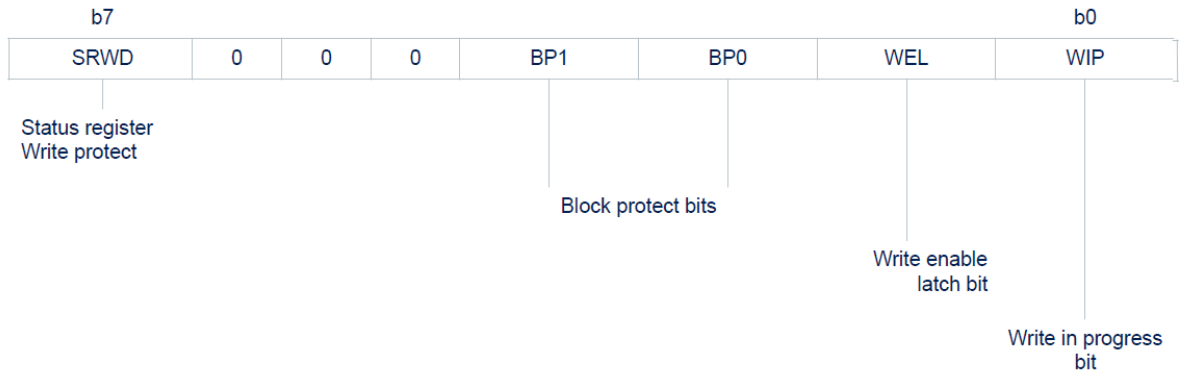 b7 b0
SRWD 0 0 0 BP1 BP0 WEL WIP
Status register
Write protect
Block protect bits
Write enable
latch bit
Write in progress
bit